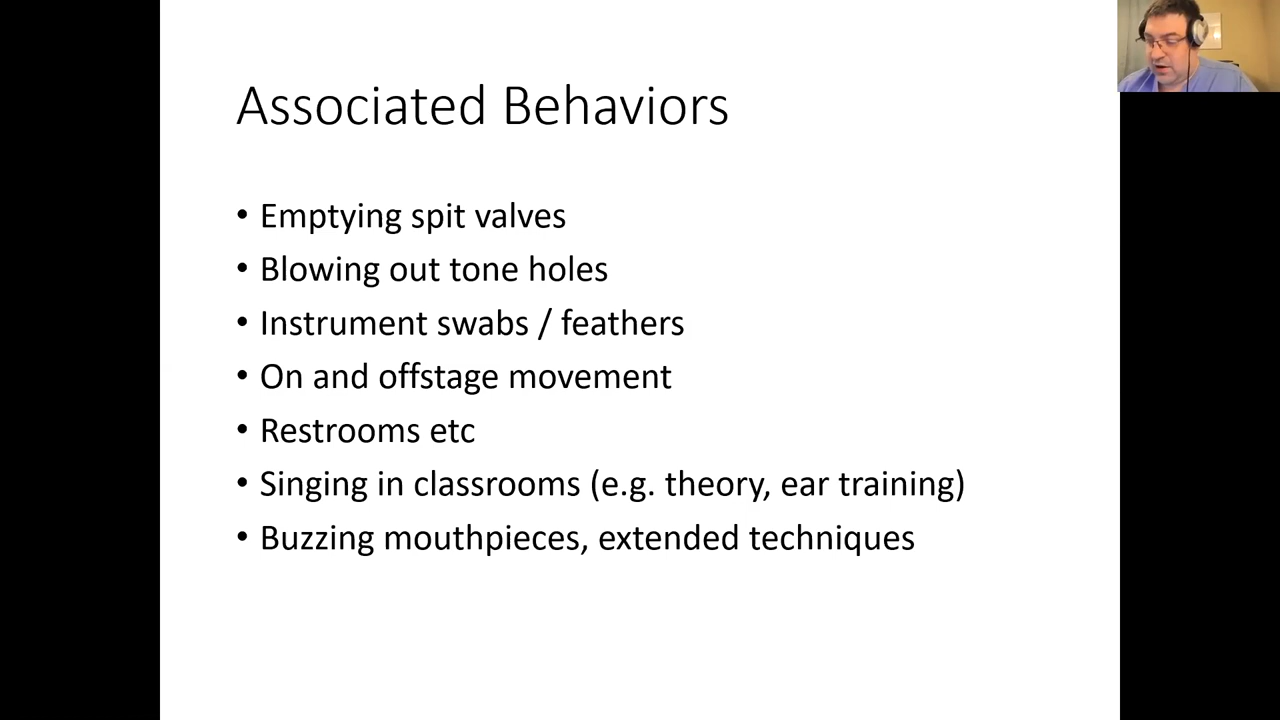 Associated Behaviors
• Emptying spit valves
• Blowing out tone holes
• Instrument swabs / feathers
• On and offstage movement
• Restrooms etc
• Singing in classrooms (e.g. theory, ear training)
• Buzzing mouthpieces, extended techniques